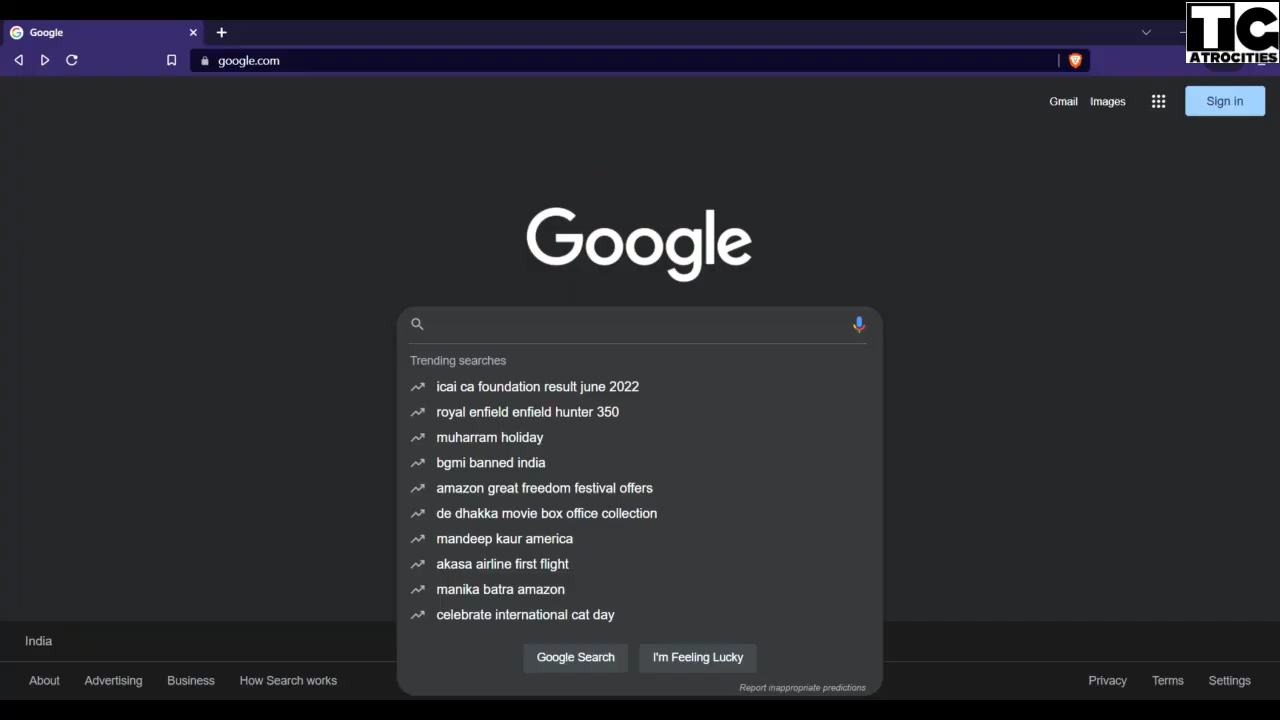 Google
TC
ATROCITIES
google.com
Gmail Images
Sign in
Google
Trending searches
icai ca foundation result june 2022
royal enfield enfield hunter 350
muharram holiday
bgmi banned india
amazon great freedom festival offers
de dhakka movie box office collection
mandeep kaur america
akasa airline first flight
manika batra amazon
celebrate international cat day
India
Google Search I'm Feeling Lucky
About Advertising Business How Search works
Privacy Terms Settings
Report inappropriate predictions